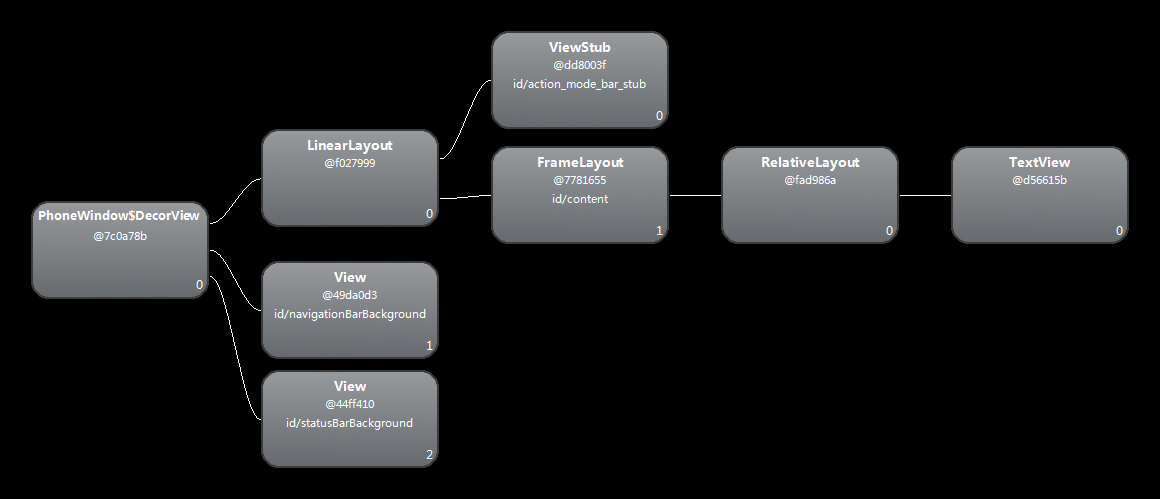 ViewStub
@dd8003f
id/action_mode_bar_stub
0
LinearLayout
@f027999
0
FrameLayout
@7781655
id/content
1
RelativeLayout
@fad986a
0
TextView
@d56615b
0
PhoneWindow$DecorView
@7c0a78b
0
View
@49da0d3
id/navigationBarBackground
1
View
@44ff410
id/statusBarBackground
2